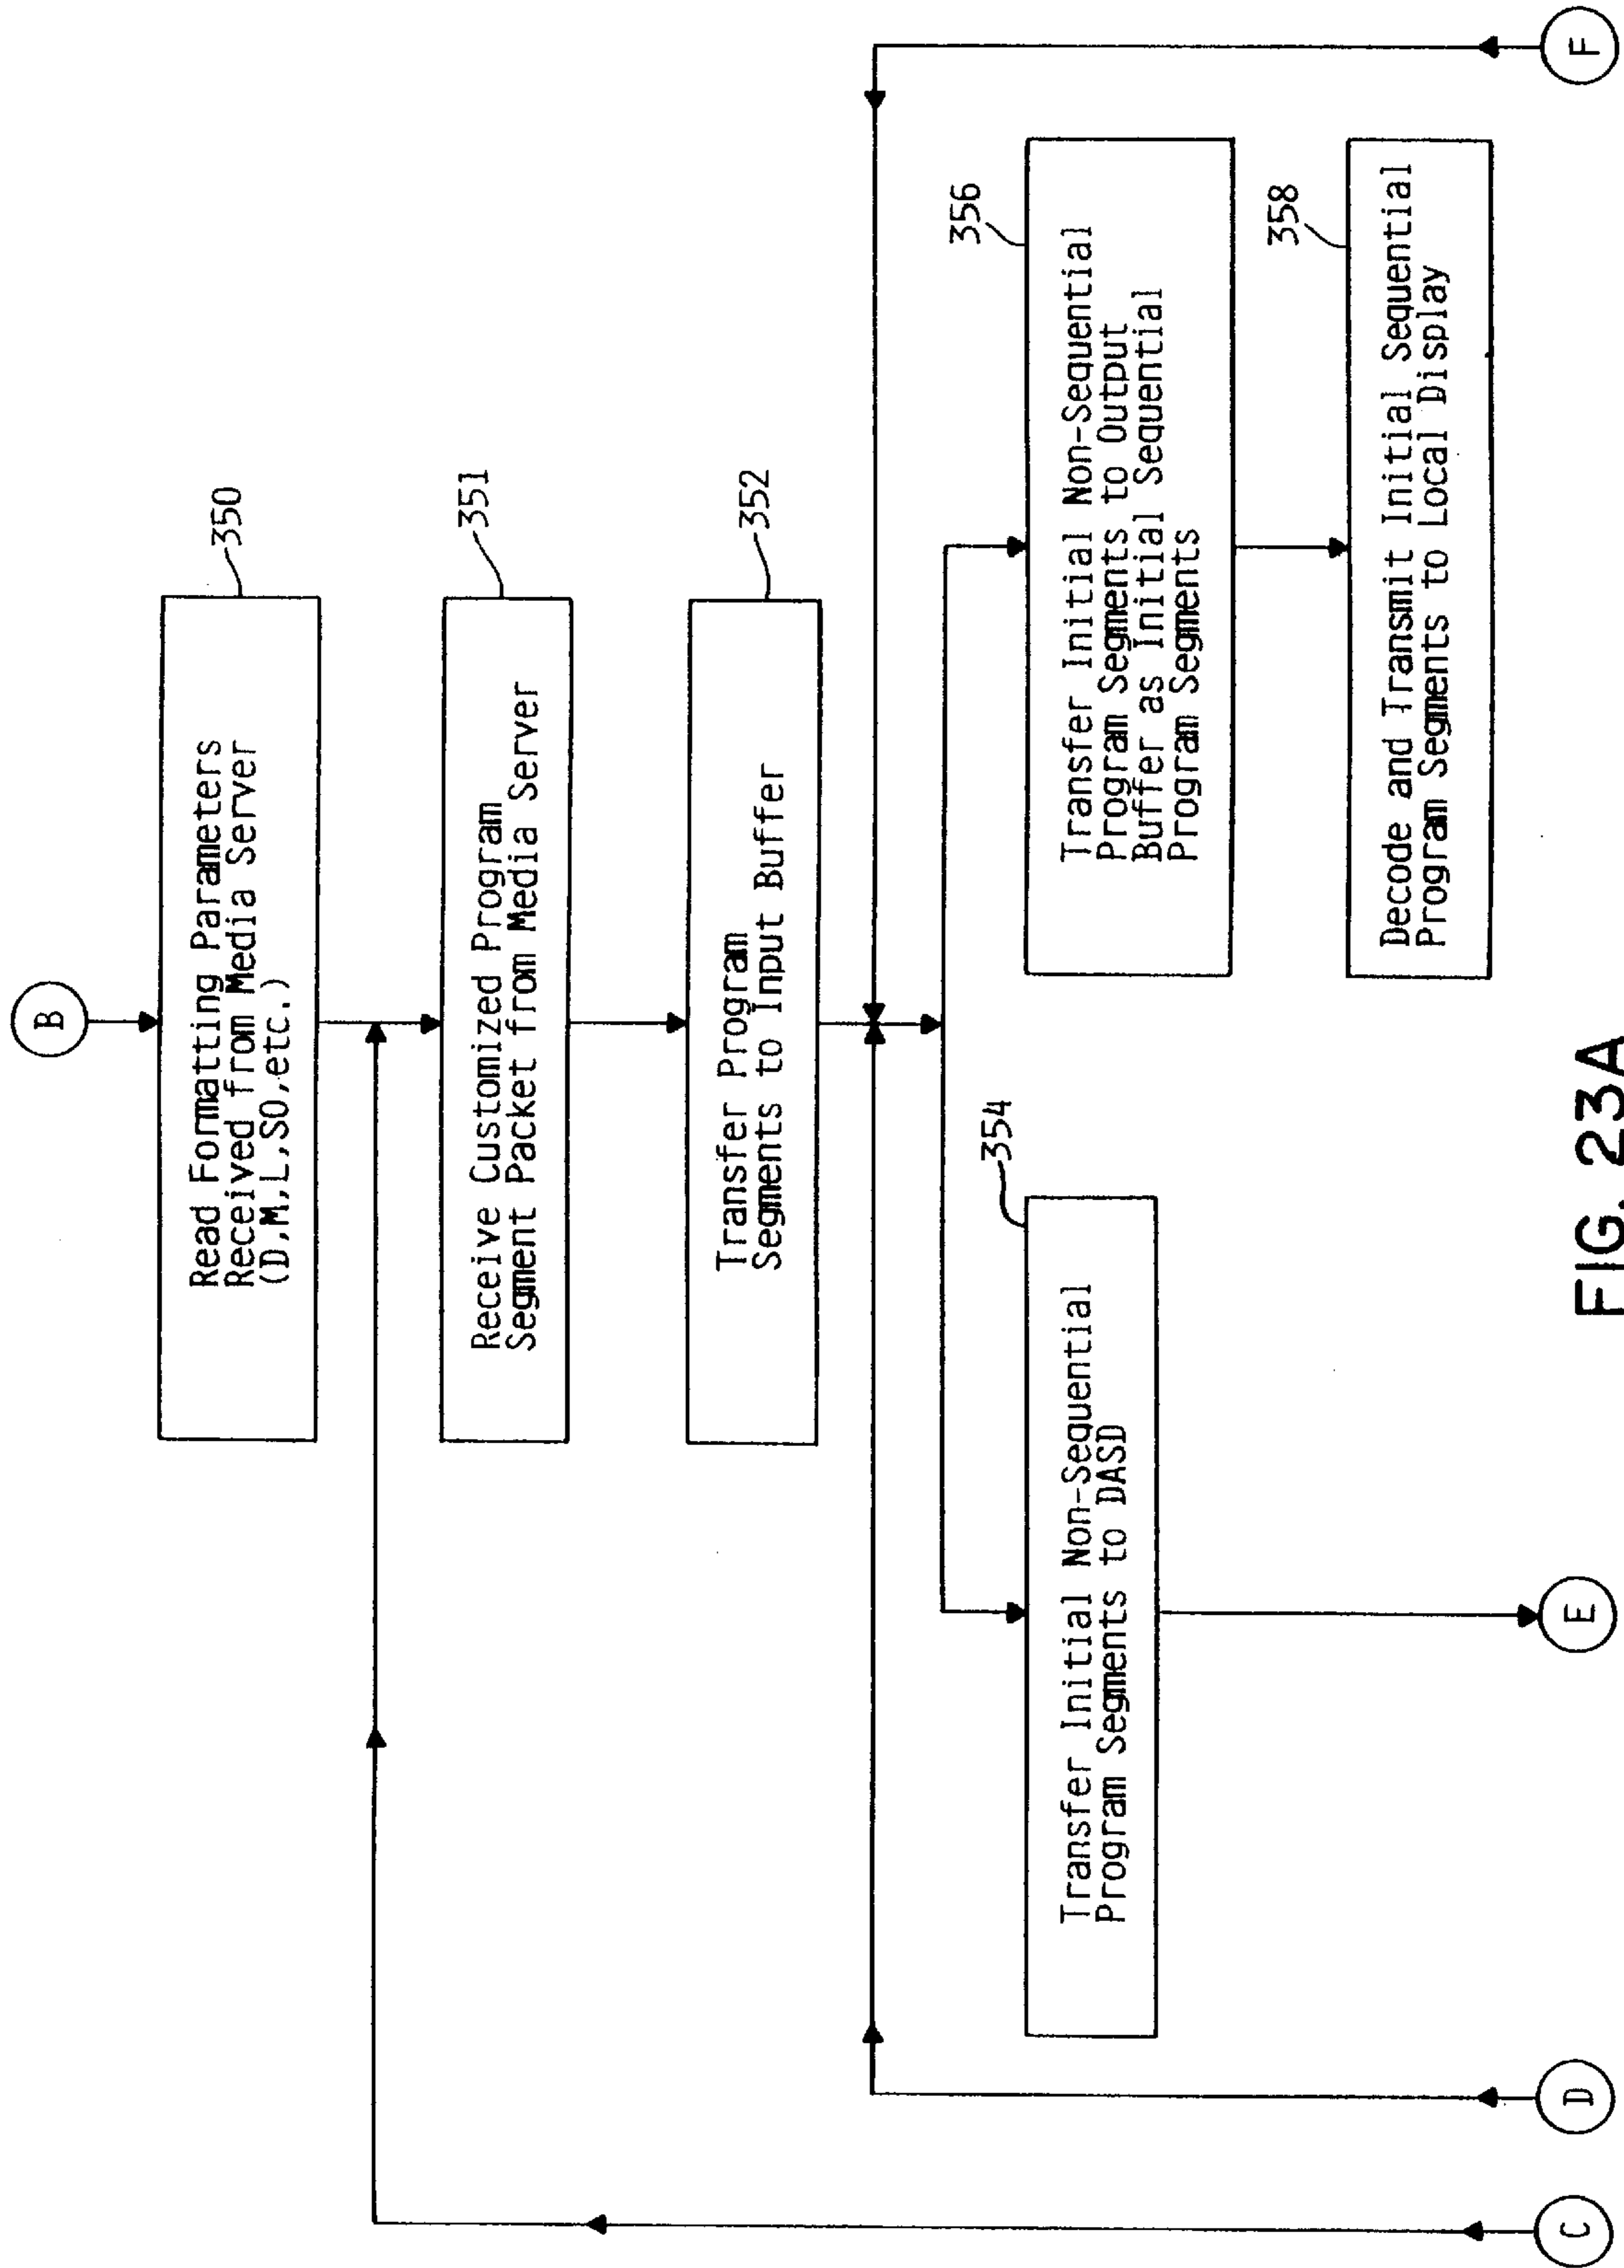 B
Read Formatting Parameters
Received from Media Server
(D,M,L,SO,etc.)
350
Receive Customized Program
Segment Packet from Media Server
351
Transfer Program
Segments to Input Buffer
352
Transfer Initial Non-Sequential
Program Segments to DASD
354
Transfer Initial Non-Sequential
Program Segments to Output
Buffer as Initial Sequential
Program Segments
356
Decode and Transmit Initial Sequential
Program Segments to Local Display
358
C
D
E
F
FIG. 23A